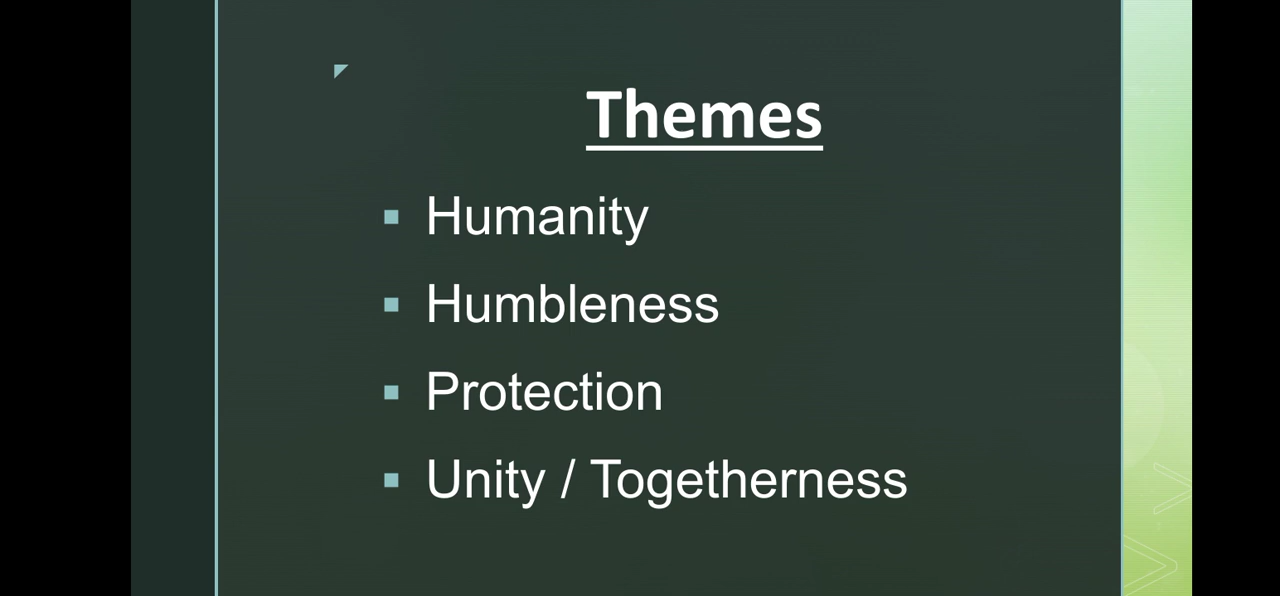 Themes
Humanity
Humbleness
Protection
Unity / Togetherness